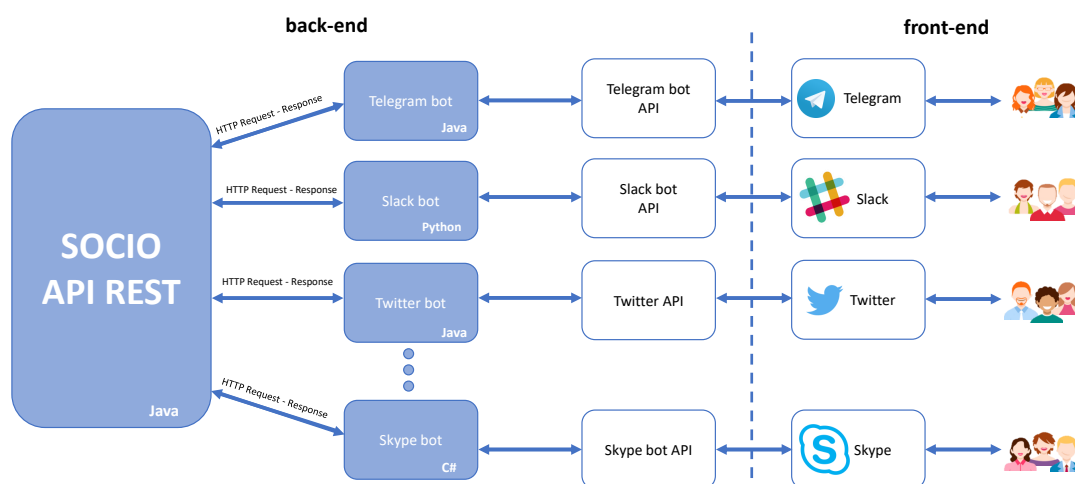 back-end
front-end
SOCIO
API REST
Java
HTTP Request - Response
Telegram bot
Java
Telegram bot
API
Telegram
HTTP Request - Response
Slack bot
Python
Slack bot
API
Slack
HTTP Request - Response
Twitter bot
Java
Twitter API
Twitter
HTTP Request - Response
Skype bot
C#
Skype bot API
S
Skype